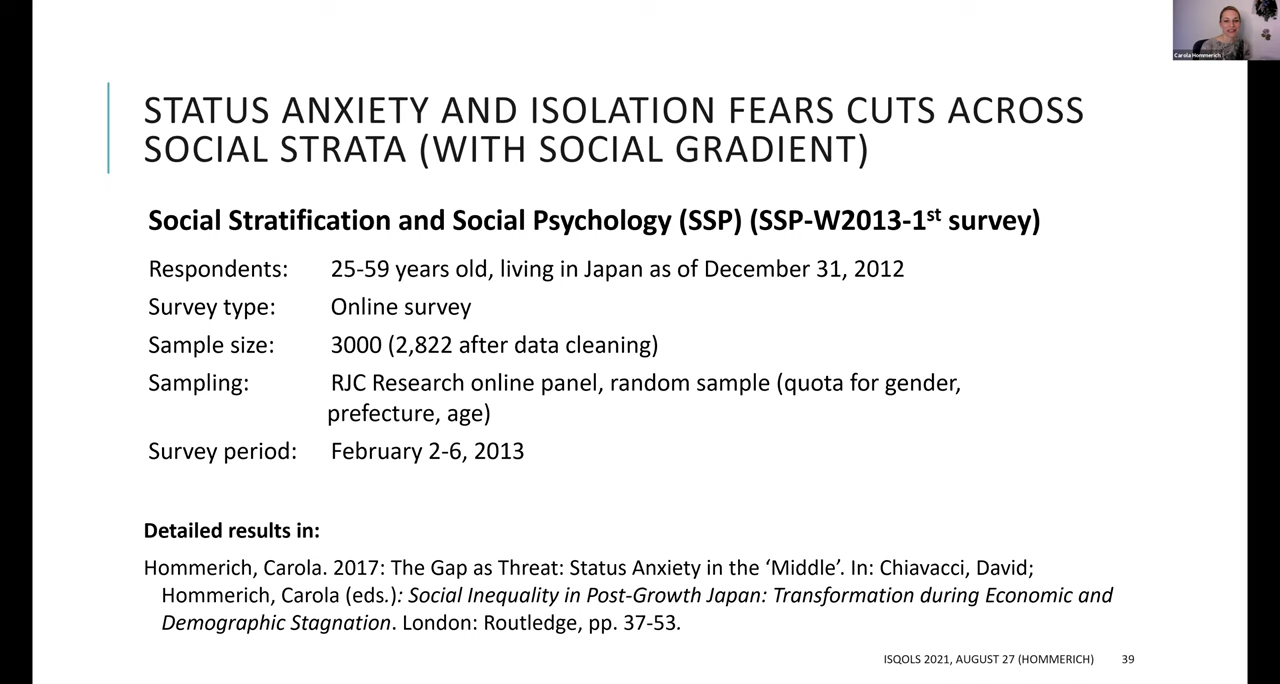 Carola Hommerich
STATUS ANXIETY AND ISOLATION FEARS CUTS ACROSS
SOCIAL STRATA (WITH SOCIAL GRADIENT)
Social Stratification and Social Psychology (SSP) (SSP-W2013-1st survey)
Respondents: 25-59 years old, living in Japan as of December 31, 2012
Survey type: Online survey
Sample size: 3000 (2,822 after data cleaning)
Sampling: RJC Research online panel, random sample (quota for gender,
prefecture, age)
Survey period: February 2-6, 2013
Detailed results in:
Hommerich, Carola. 2017: The Gap as Threat: Status Anxiety in the ‘Middle’. In: Chiavacci, David;
Hommerich, Carola (eds.): Social Inequality in Post-Growth Japan: Transformation during Economic and
Demographic Stagnation. London: Routledge, pp. 37-53.
ISQOLS 2021, AUGUST 27 (HOMMERICH) 39